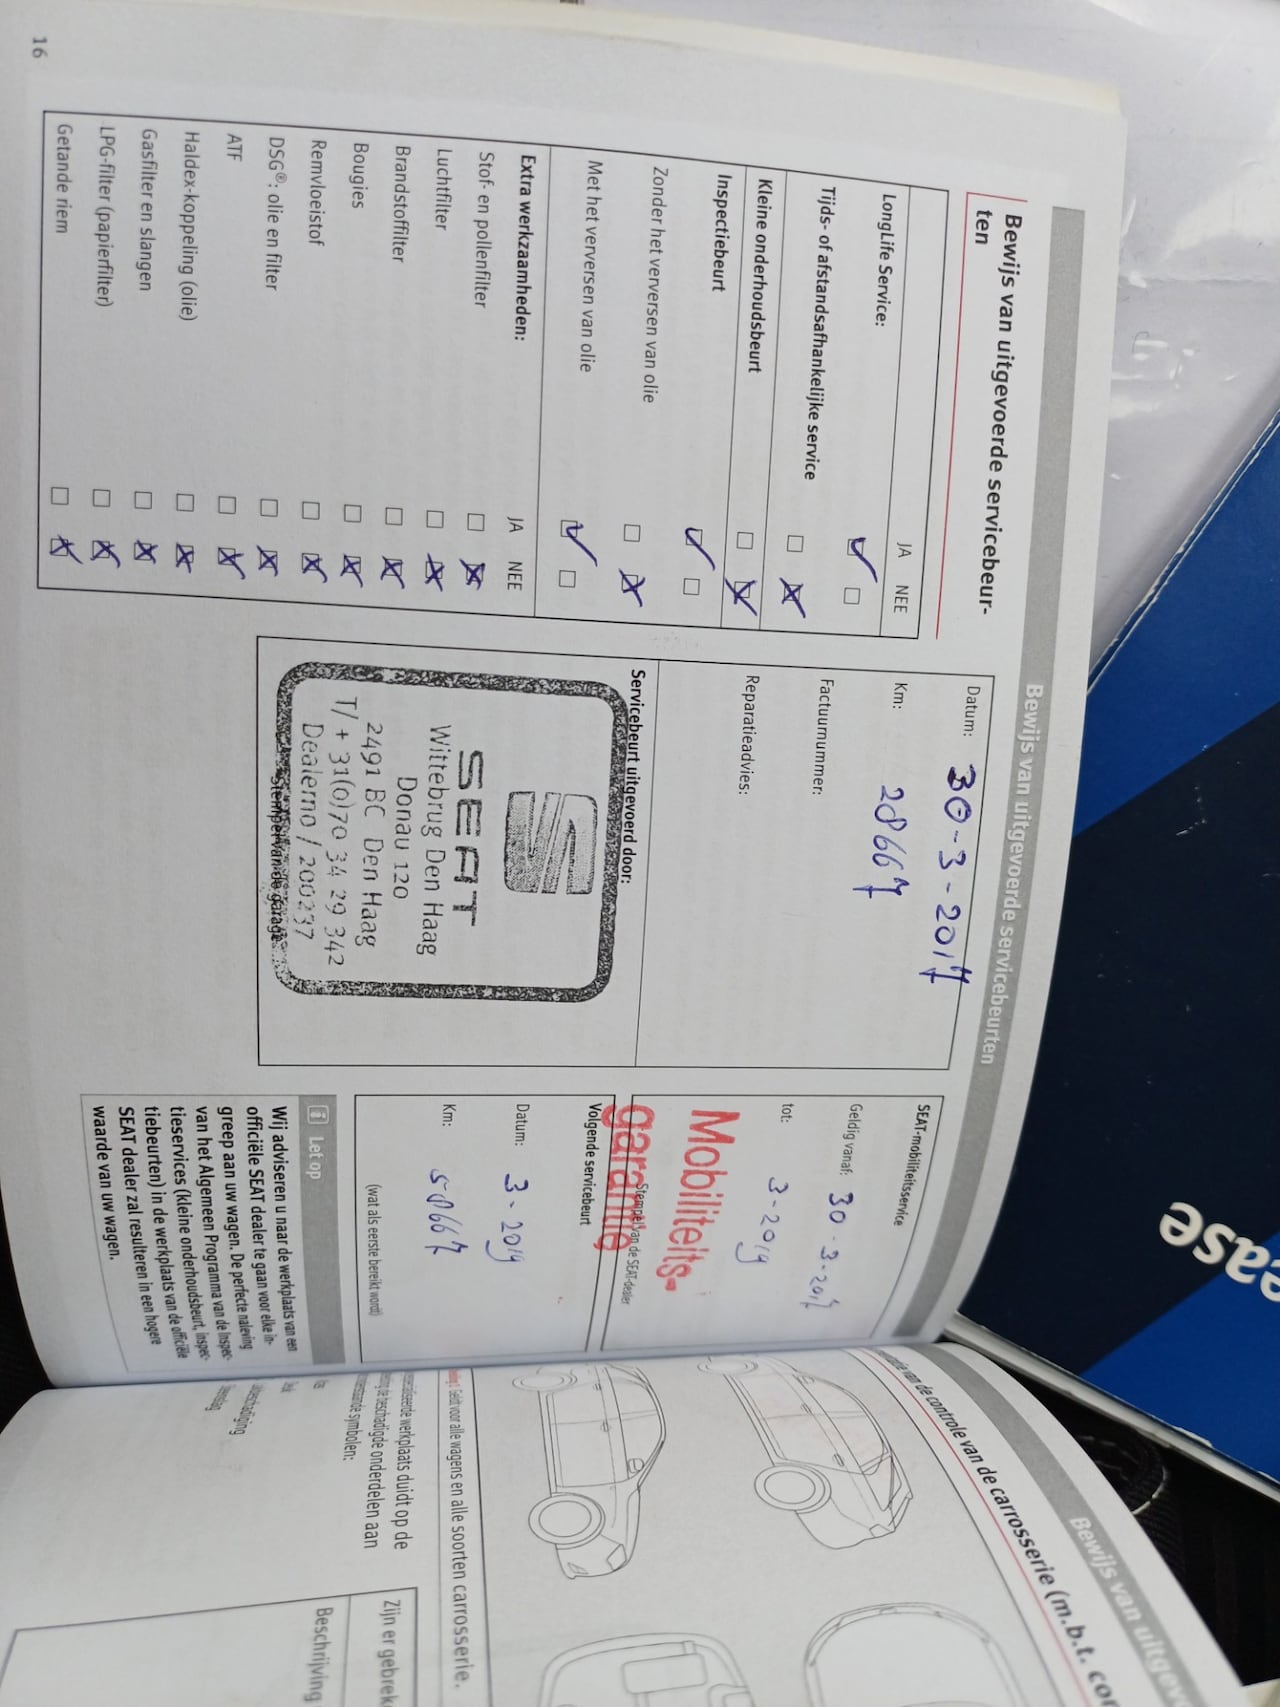 Bewijs van uitgevoerde servicebeurten
Bewijs van uitgevoerde servicebeur-
ten
JA NEE
LongLife Service:
Tijds- of afstandsafhankelijke service
Kleine onderhoudsbeurt
Inspectiebeurt
Zonder het verversen van olie
Met het verversen van olie
Extra werkzaamheden:
JA NEE
Stof- en pollenfilter
Luchtfilter
Brandstoffilter
Bougies
Remvloeistof
DSG®: olie en filter
ATF
Haldex-koppeling (olie)
Gasfilter en slangen
LPG-filter (papierfilter)
Getande riem
16
Datum: 30-3-2017
Km: 28667
Factuurnummer:
Reparatieadvies:
Servicebeurt uitgevoerd door:
SEAT
Wittebrug Den Haag
Donau 120
2491 BC Den Haag
T/ +31(0)70 34 29 342
Dealerno / 200237
Stempel van de garage
SEAT-mobiliteitsservice
Geldig vanaf: 30-3-2017
tot: 3-2019
Mobiliteits-
garantie
Stempel van de SEAT-dealer
Volgende servicebeurt
Datum: 3-2019
Km: 58667
(wat als eerste bereikt wordt)
i Let op
Wij adviseren u naar de werkplaats van een
officiële SEAT dealer te gaan voor elke in-
greep aan uw wagen. De perfecte naleving
van het Algemeen Programma van de Inspec-
tieservices (kleine onderhoudsbeurt, inspec-
tiebeurten) in de werkplaats van de officiële
SEAT dealer zal resulteren in een hogere
waarde van uw wagen.
Bewijs van uitgev
van de controle van de carrosserie (m.b.t. cor
Geldt voor alle wagens en alle soorten carrosserie.
werkplaats duidt op de
beschadigde onderdelen aan
symbolen:
Zijn er gebrek
Beschrijving
ease